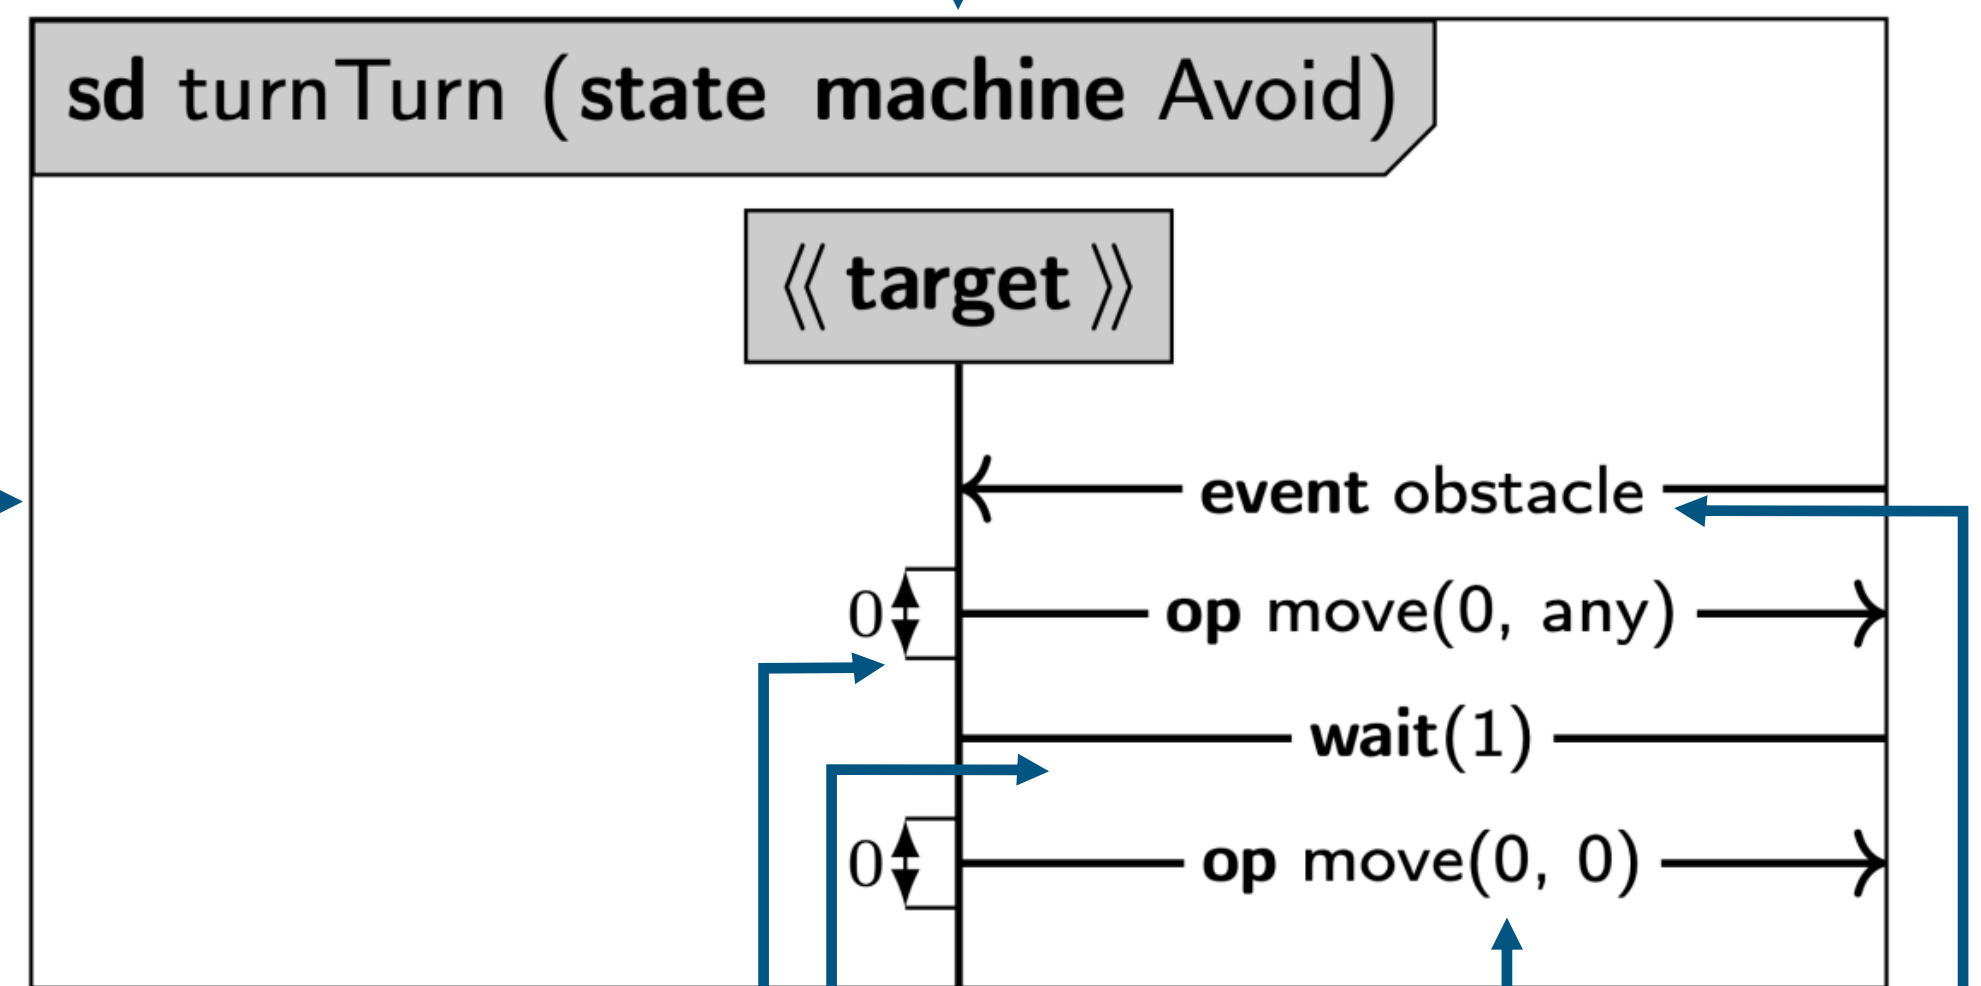 sd turnTurn (state machine Avoid)
⟪ target ⟫
event obstacle
0 op move(0, any)
wait(1)
0 op move(0, 0)